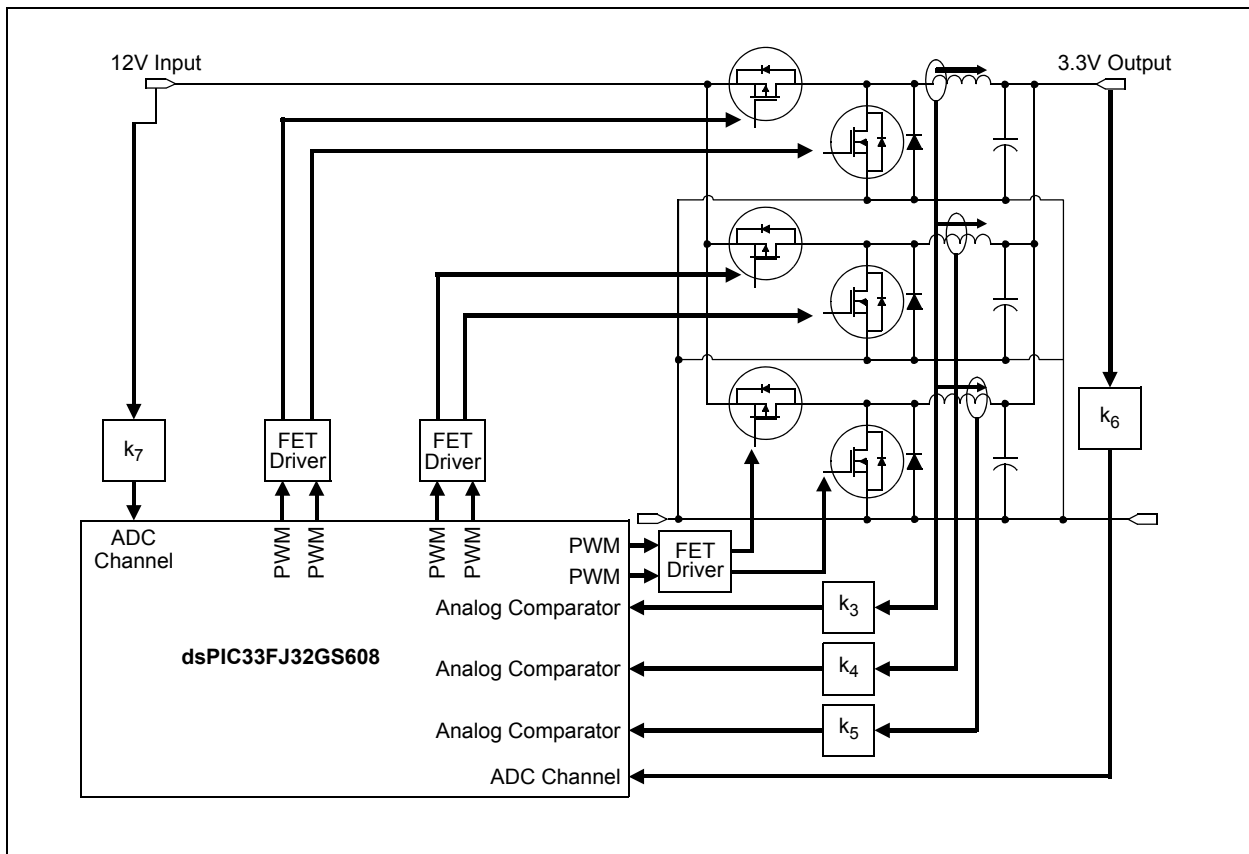 12V Input
3.3V Output
k7
FET
Driver
FET
Driver
k6
ADC
Channel
PWM
PWM
PWM
PWM
PWM
PWM
FET
Driver
Analog Comparator
k3
dsPIC33FJ32GS608
Analog Comparator
k4
Analog Comparator
k5
ADC Channel